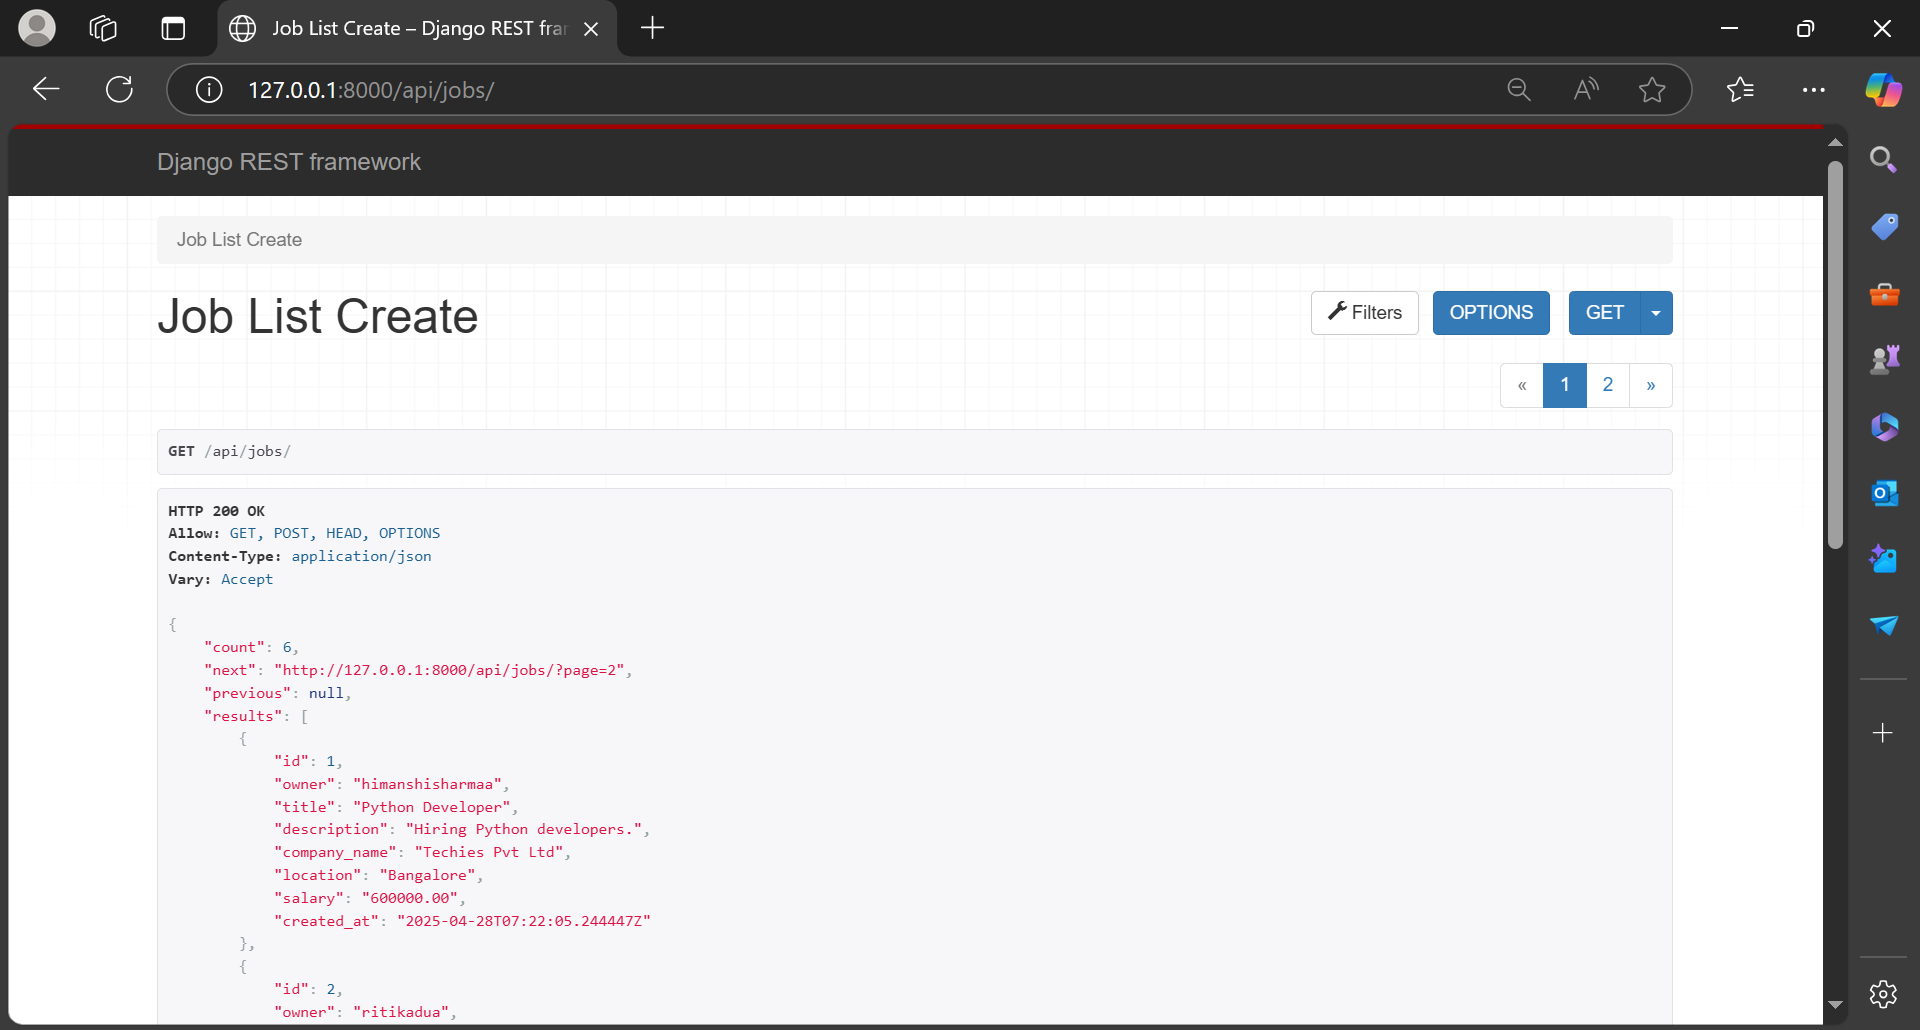 Job List Create – Django REST fra
127.0.0.1:8000/api/jobs/
Django REST framework
Job List Create
Job List Create
Filters
OPTIONS
GET
« 1 2 »
GET /api/jobs/
HTTP 200 OK
Allow: GET, POST, HEAD, OPTIONS
Content-Type: application/json
Vary: Accept
{
"count": 6,
"next": "http://127.0.0.1:8000/api/jobs/?page=2",
"previous": null,
"results": [
{
"id": 1,
"owner": "himanshisharmaa",
"title": "Python Developer",
"description": "Hiring Python developers.",
"company_name": "Techies Pvt Ltd",
"location": "Bangalore",
"salary": "600000.00",
"created_at": "2025-04-28T07:22:05.244447Z"
},
{
"id": 2,
"owner": "ritikadua",